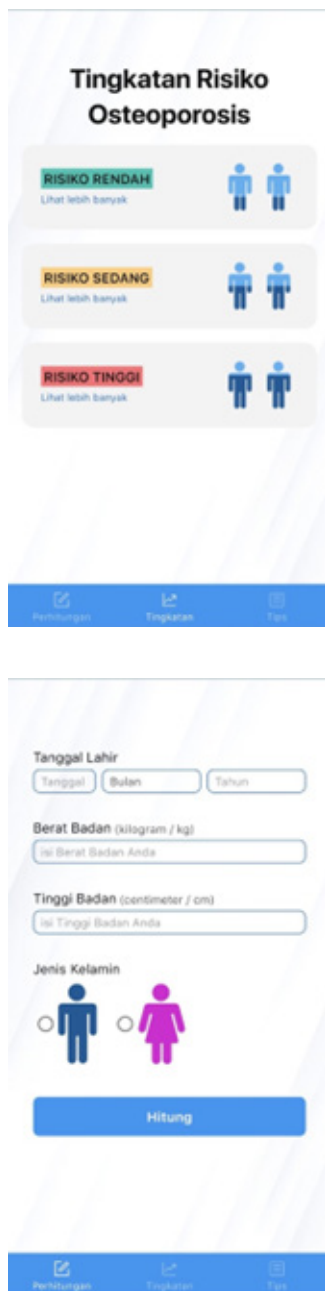 Tingkatan Risiko
Osteoporosis
RISIKO RENDAH
Lihat lebih banyak
RISIKO SEDANG
Lihat lebih banyak
RISIKO TINGGI
Lihat lebih banyak
Perhitungan Tingkatan Tips
Tanggal Lahir
Tanggal Bulan Tahun
Berat Badan (kilogram / kg)
isi Berat Badan Anda
Tinggi Badan (centimeter / cm)
isi Tinggi Badan Anda
Jenis Kelamin
Hitung
Perhitungan Tingkatan Tips